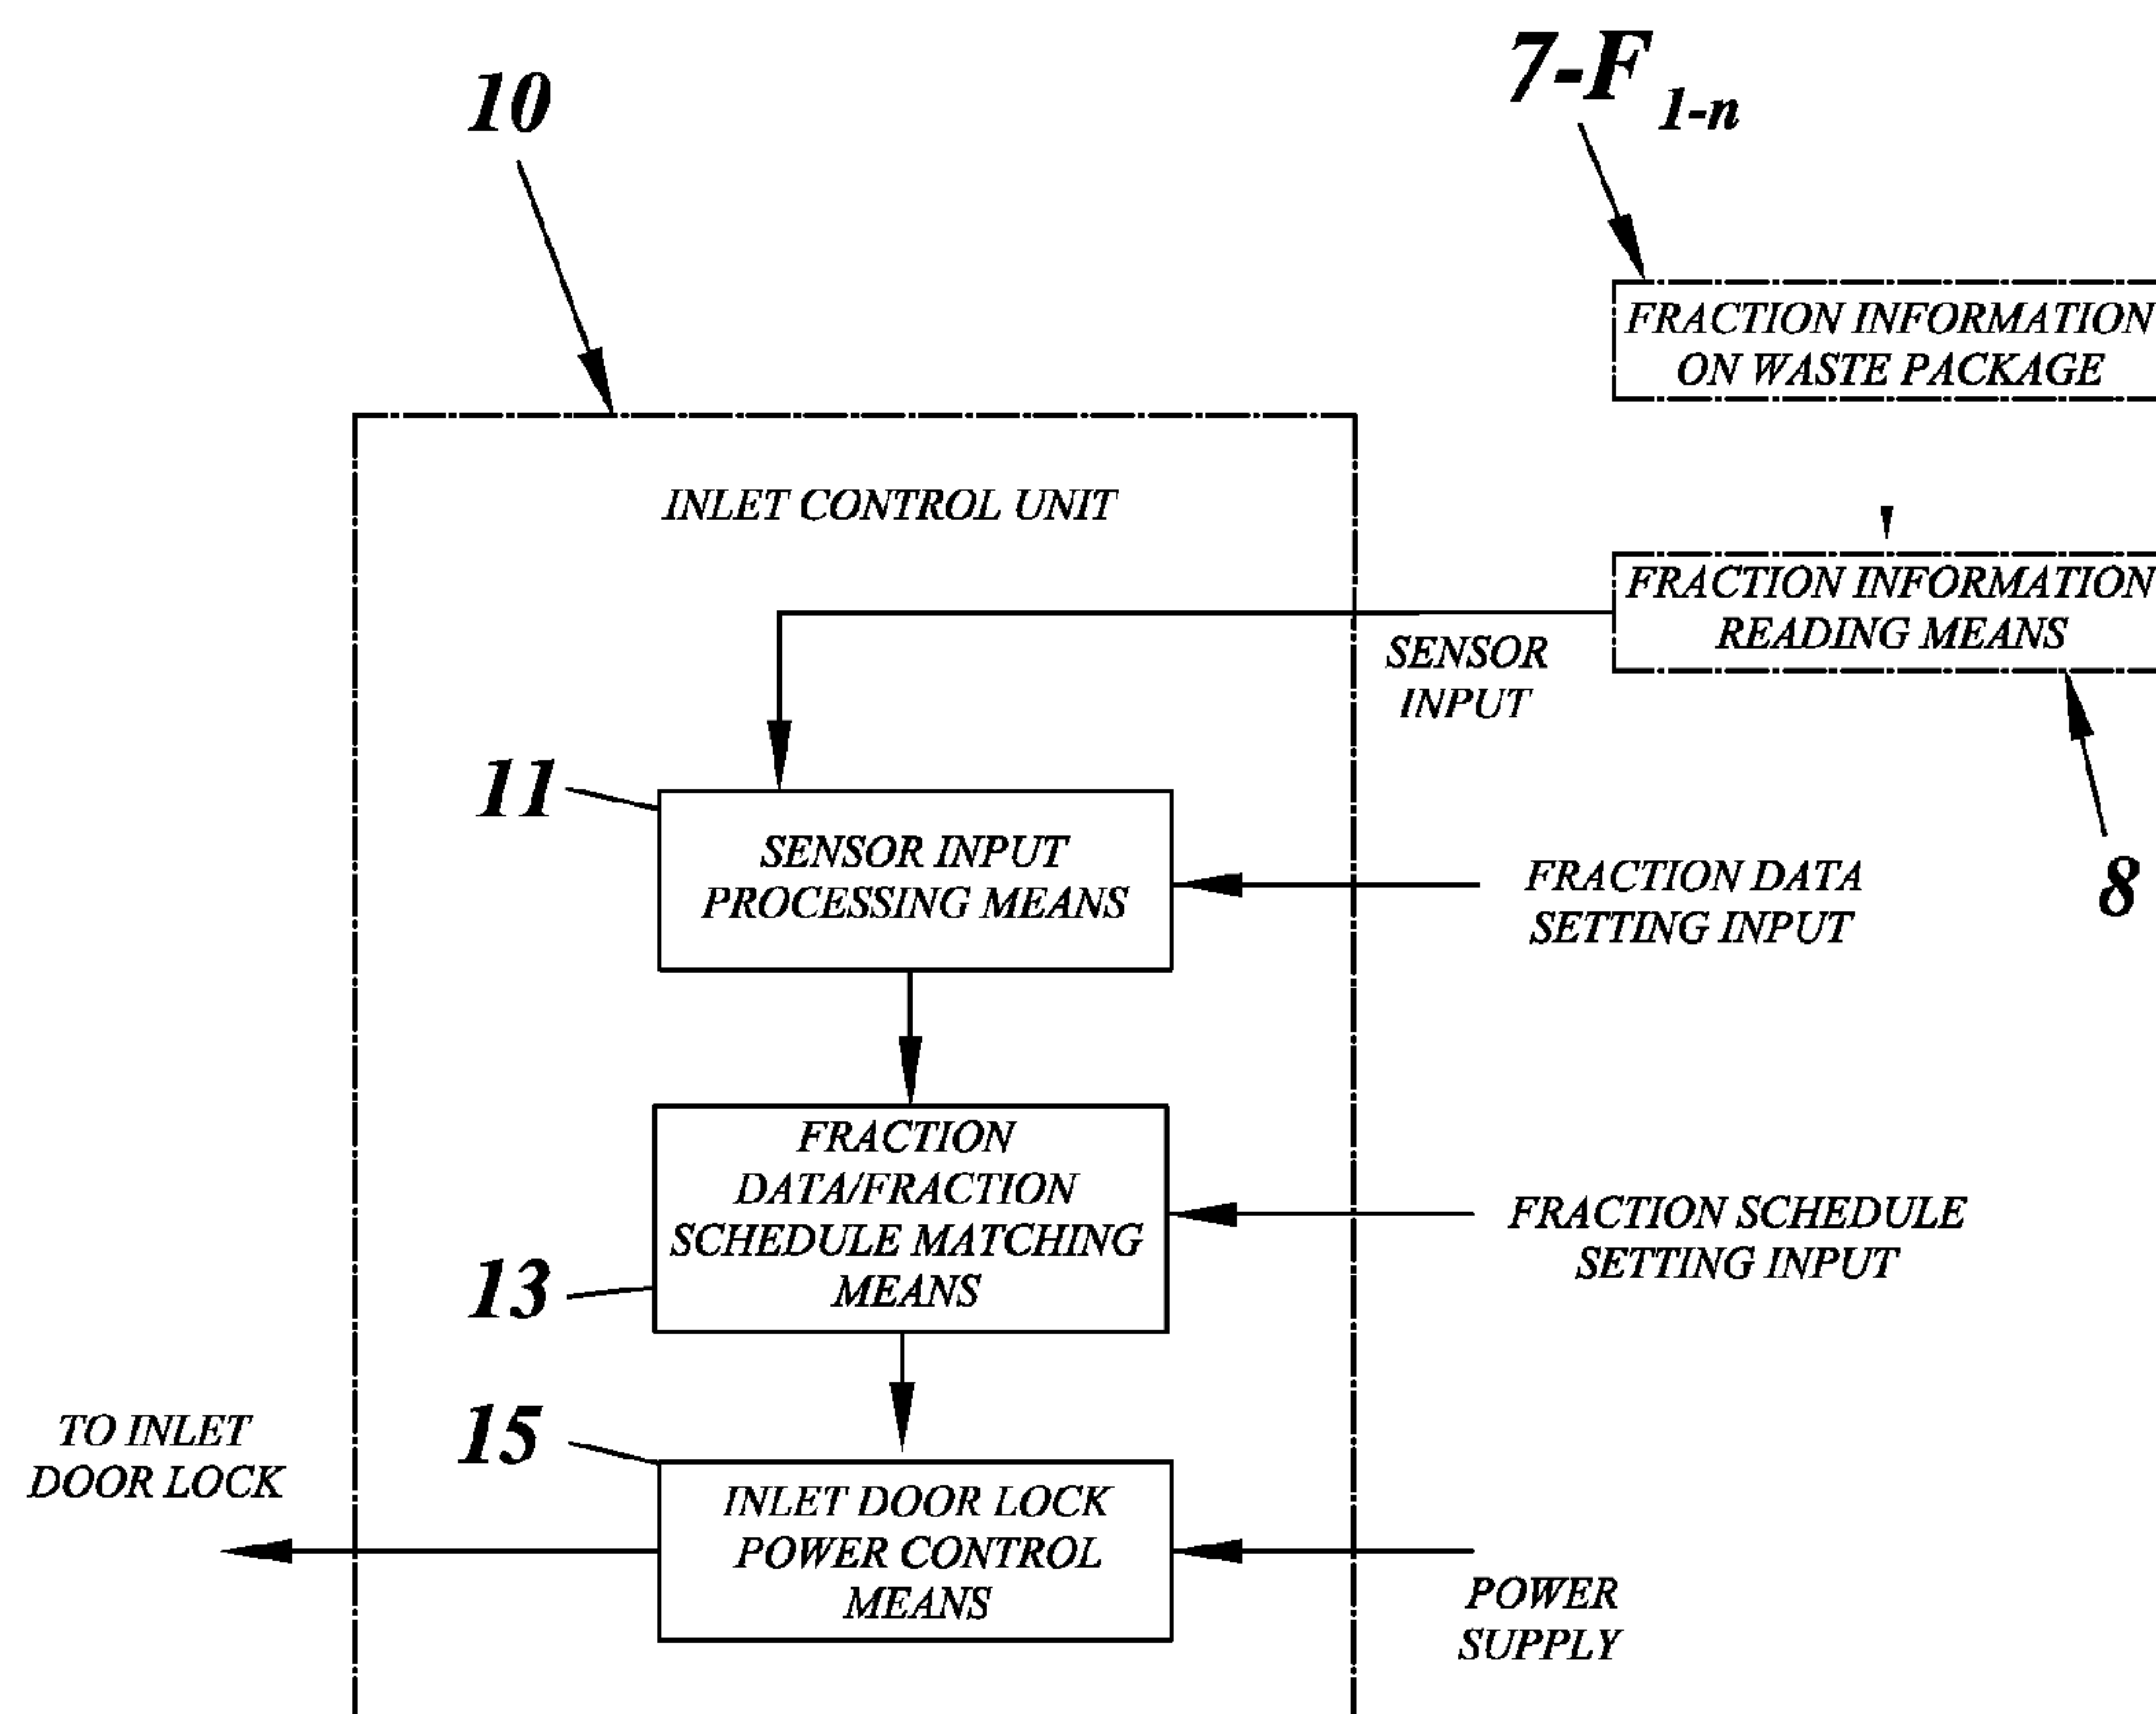 10
7-F 1-n
FRACTION INFORMATION
ON WASTE PACKAGE
INLET CONTROL UNIT
FRACTION INFORMATION
READING MEANS
SENSOR
INPUT
8
11
SENSOR INPUT
PROCESSING MEANS
FRACTION DATA
SETTING INPUT
13
FRACTION
DATA/FRACTION
SCHEDULE MATCHING
MEANS
FRACTION SCHEDULE
SETTING INPUT
TO INLET
DOOR LOCK
15
INLET DOOR LOCK
POWER CONTROL
MEANS
POWER
SUPPLY